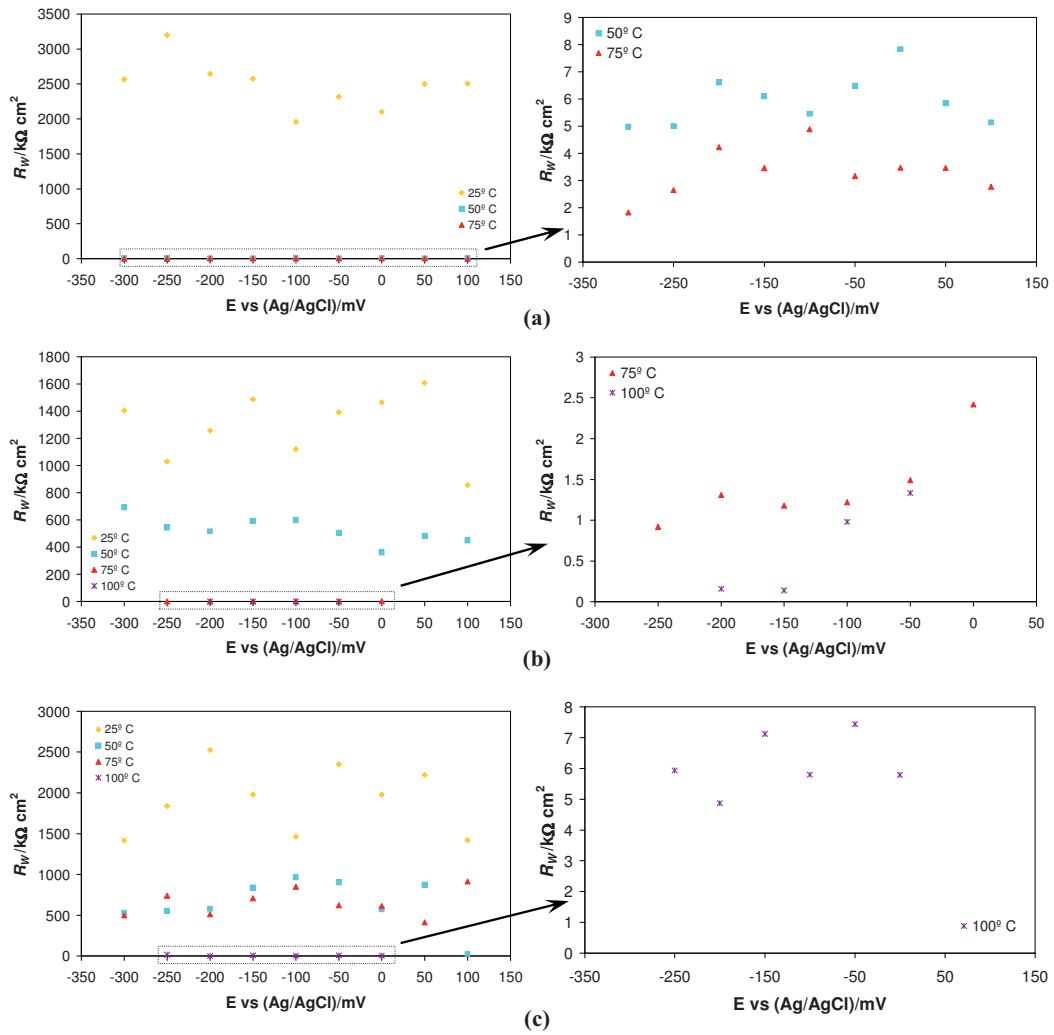 3500
3000
2500
2000
1500
1000
500
0
R_W/kΩ cm²
25º C
50º C
75º C
-350 -300 -250 -200 -150 -100 -50 0 50 100 150
E vs (Ag/AgCl)/mV
9
8
7
6
5
4
3
2
1
0
R_W/kΩ cm²
50º C
75º C
-350 -250 -150 -50 50 150
E vs (Ag/AgCl)/mV
(a)
1800
1600
1400
1200
1000
800
600
400
200
0
R_W/kΩ cm²
25º C
50º C
75º C
100º C
-350 -300 -250 -200 -150 -100 -50 0 50 100 150
E vs (Ag/AgCl)/mV
3
2.5
2
1.5
1
0.5
0
R_W/kΩ cm²
75º C
100º C
-300 -250 -200 -150 -100 -50 0 50
E vs (Ag/AgCl)/mV
(b)
3000
2500
2000
1500
1000
500
0
R_W/kΩ cm²
25º C
50º C
75º C
100º C
-350 -300 -250 -200 -150 -100 -50 0 50 100 150
E vs (Ag/AgCl)/mV
8
7
6
5
4
3
2
1
0
R_W/kΩ cm²
100º C
-350 -250 -150 -50 50 150
E vs (Ag/AgCl)/mV
(c)